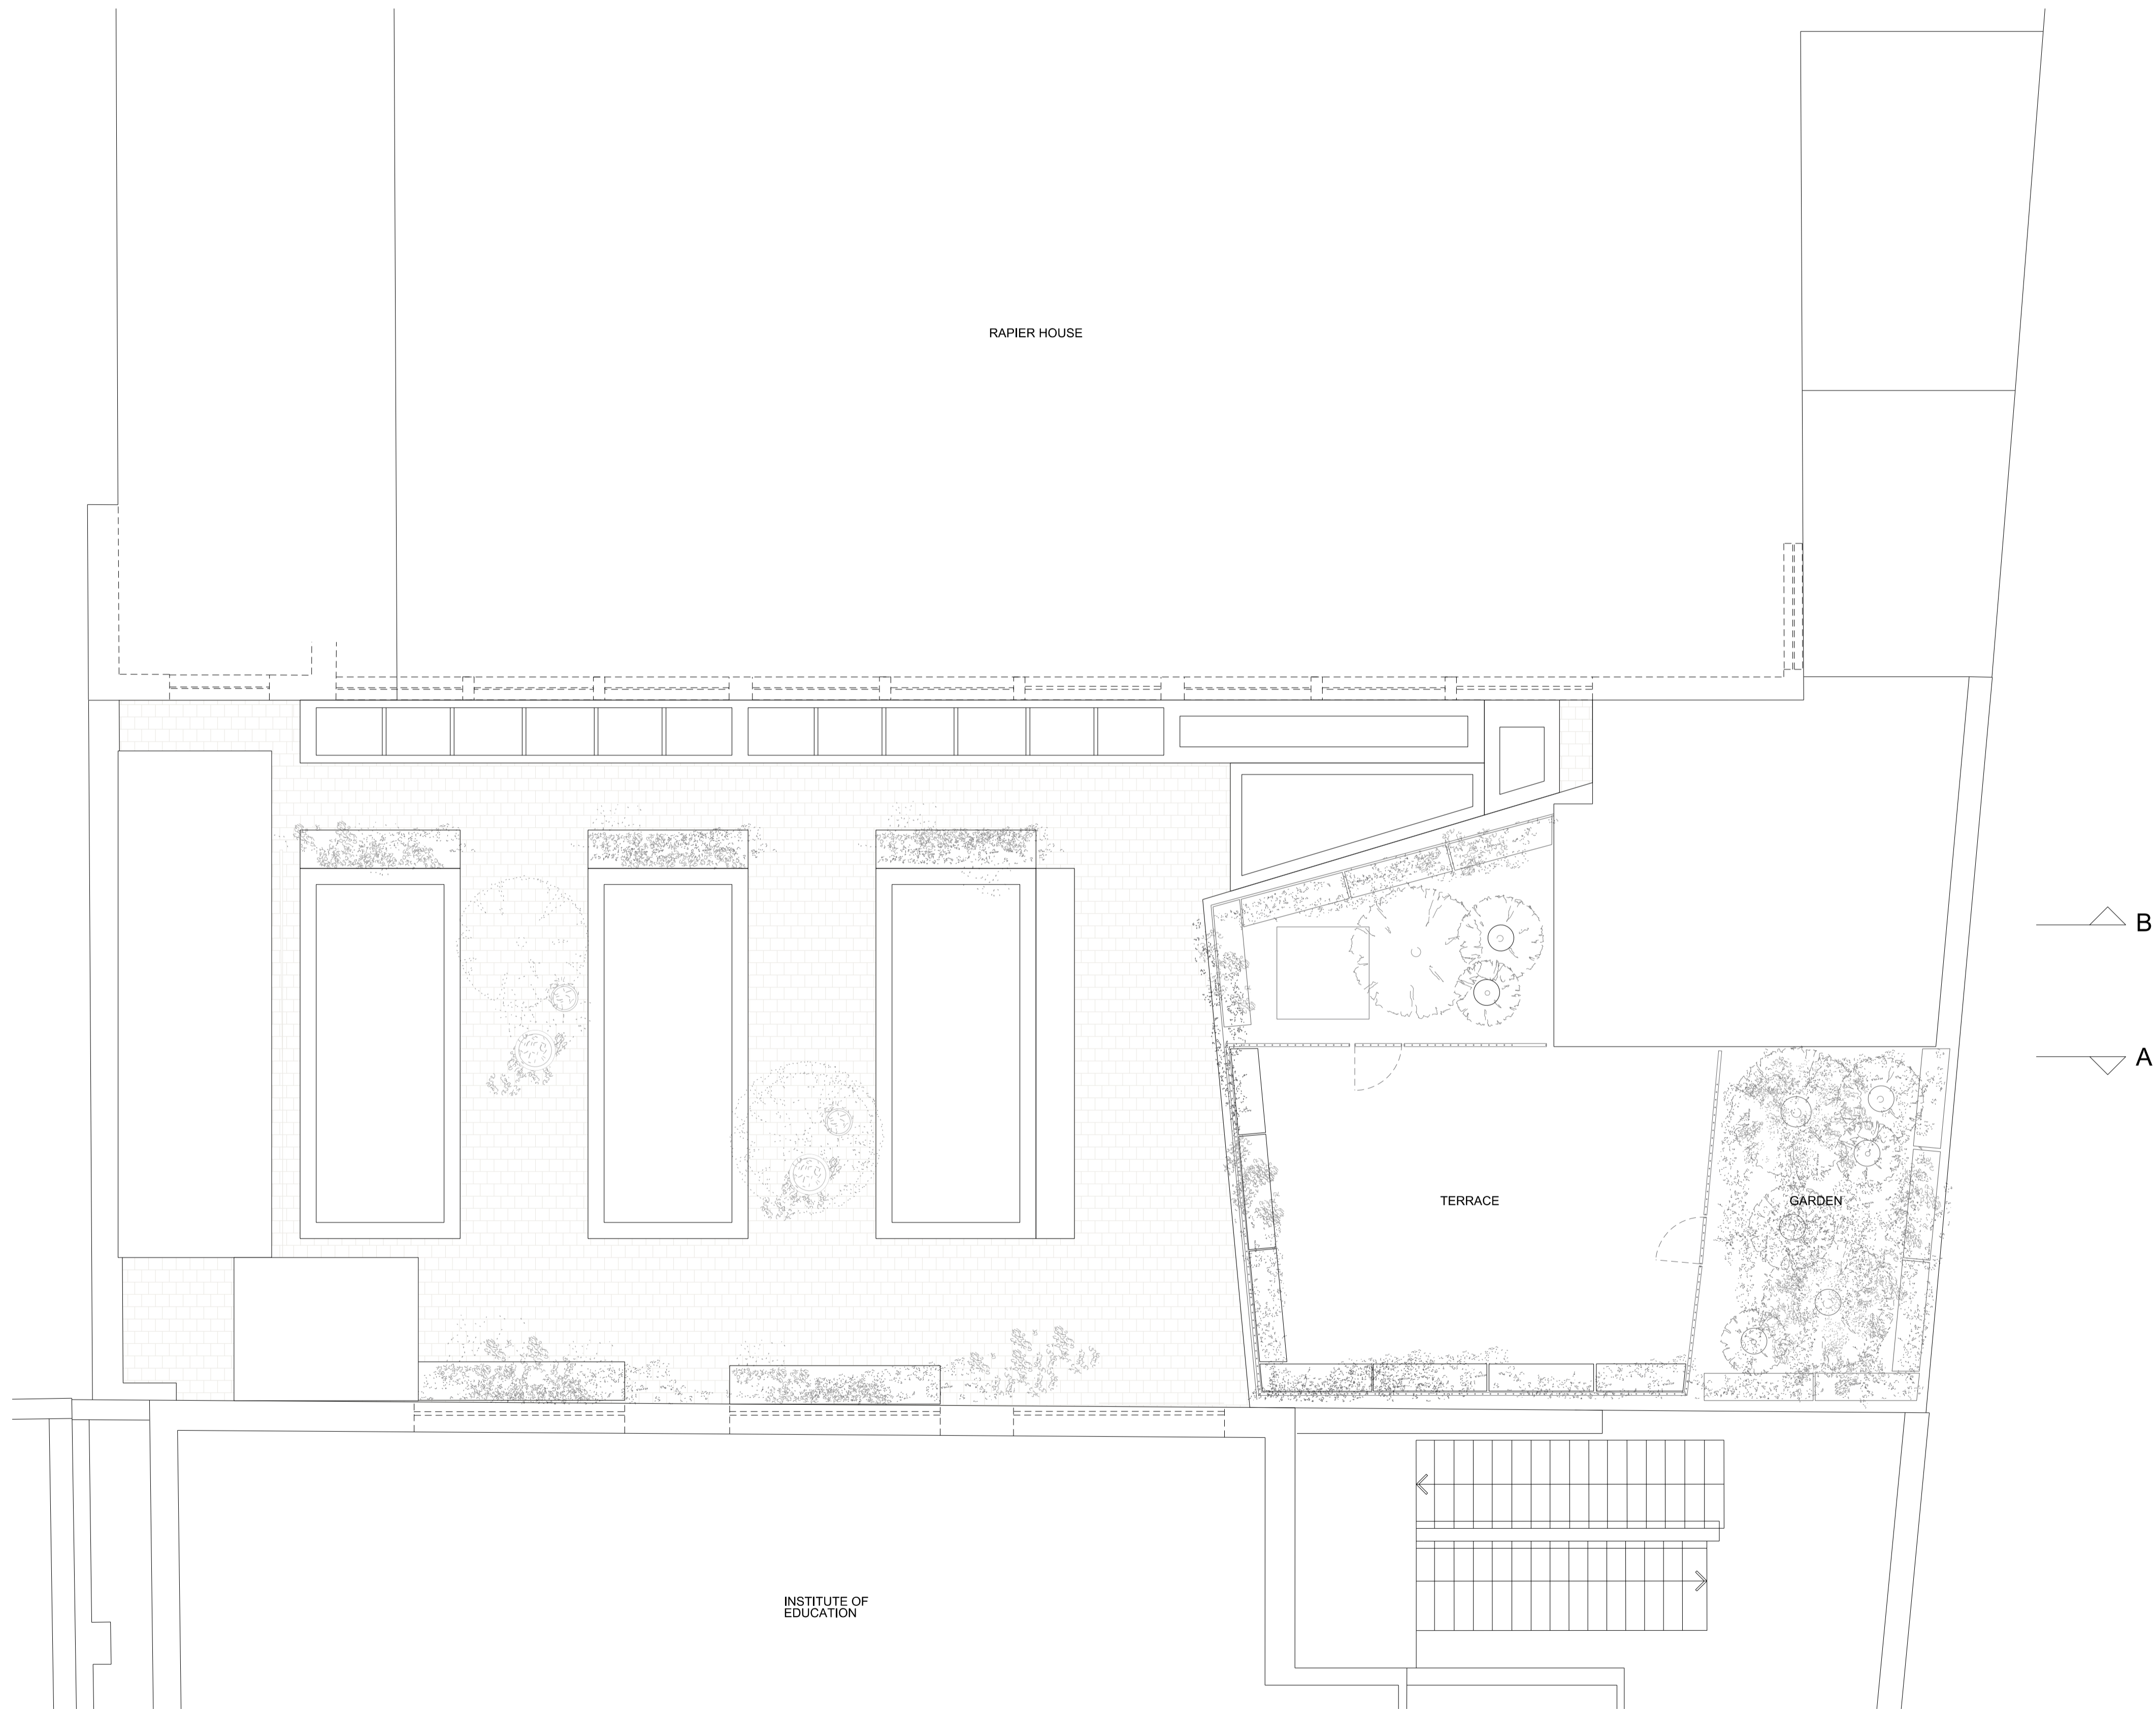 RAPIER HOUSE
B
A
TERRACE
GARDEN
INSTITUTE OF
EDUCATION